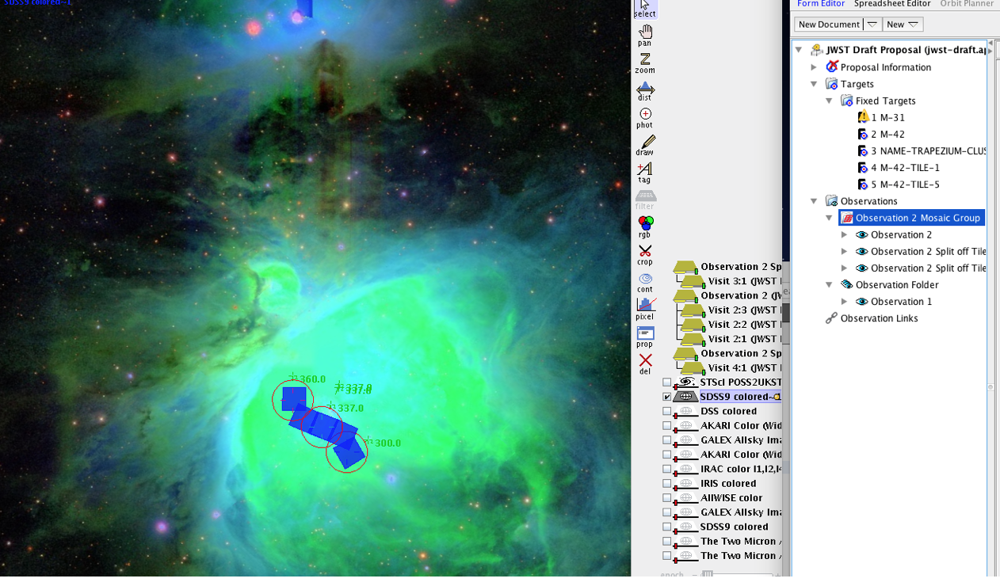 SDSS9 colored~1
360.0
337.0
337.0
337.0
300.0
select
pan
zoom
dist
phot
draw
tag
filter
rgb
crop
cont
pixel
prop
del
Observation 2 Sp
Visit 3:1 (JWST
Observation 2 (JW
Visit 2:3 (JWST
Visit 2:2 (JWST
Visit 2:1 (JWST
Observation 2 Sp
Visit 4:1 (JWST
STScI POSS2UKST
SDSS9 colored~1
DSS colored
AKARI Color (Wid
GALEX Allsky Ima
AKARI Color (Wid
IRAC color I1,I2,I4
IRIS colored
AllWISE color
GALEX Allsky Ima
SDSS9 colored
The Two Micron
The Two Micron
epoch
Form Editor Spreadsheet Editor Orbit Planner
New Document New
JWST Draft Proposal (jwst-draft.ap
Proposal Information
Targets
Fixed Targets
1 M-31
2 M-42
3 NAME-TRAPEZIUM-CLUS
4 M-42-TILE-1
5 M-42-TILE-5
Observations
Observation 2 Mosaic Group
Observation 2
Observation 2 Split off Tile
Observation 2 Split off Tile
Observation Folder
Observation 1
Observation Links